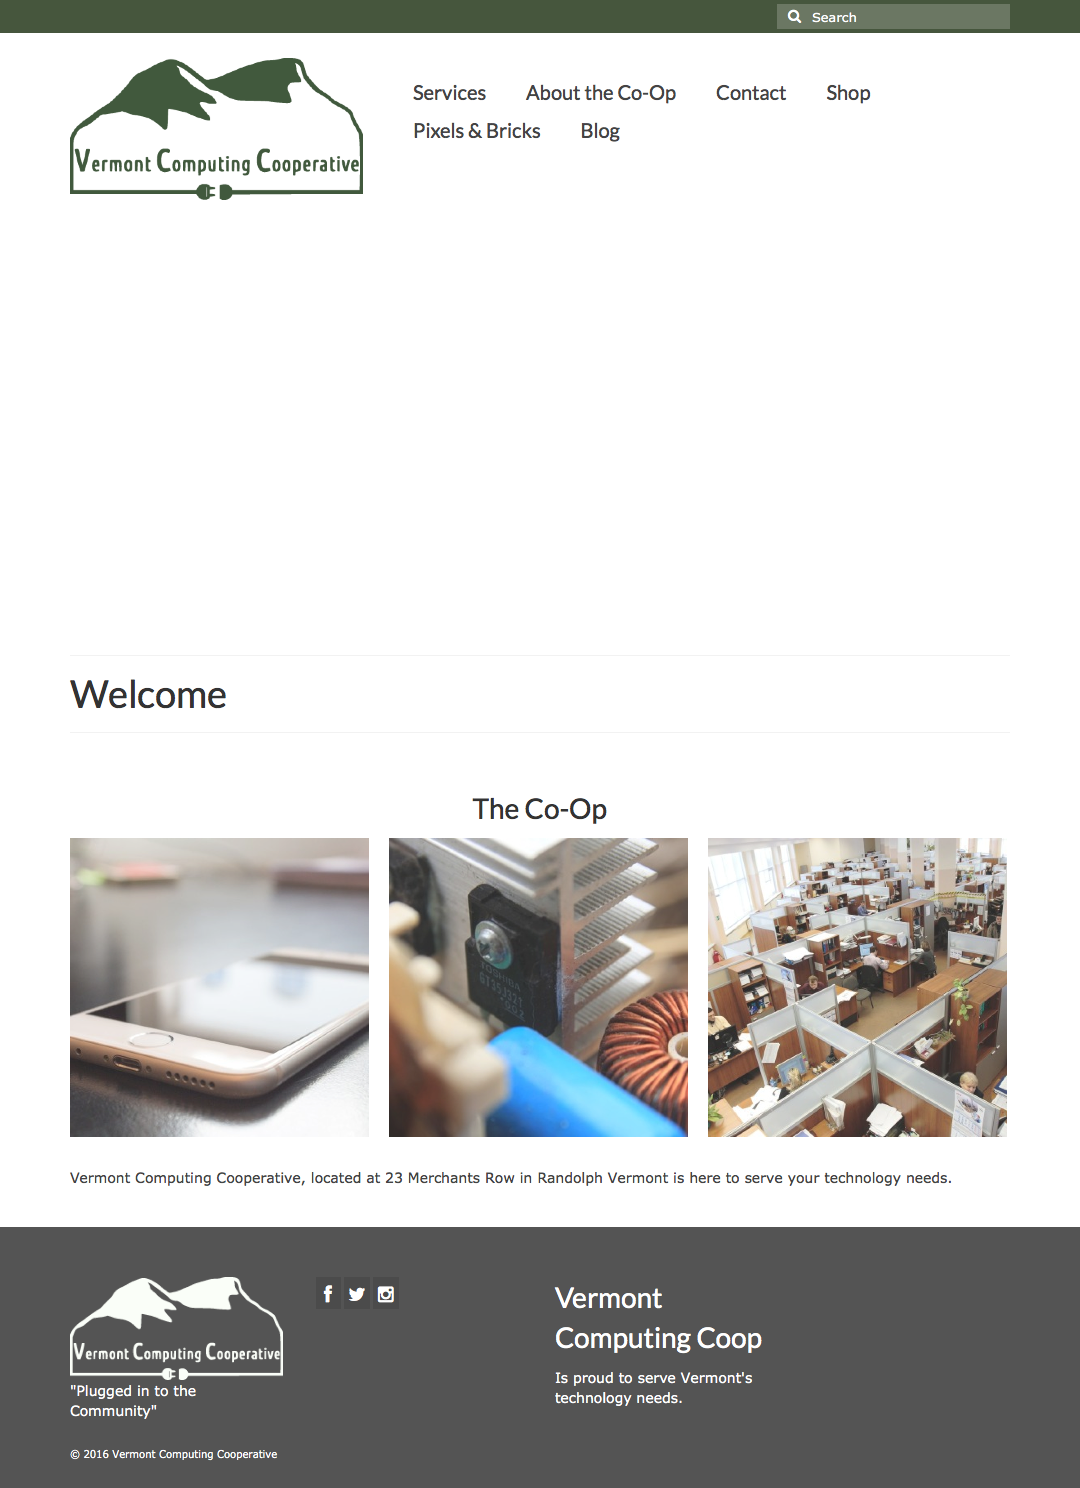 Search
Services About the Co-Op Contact Shop
Pixels & Bricks Blog
Vermont Computing Cooperative
Welcome
The Co-Op
TOSHIBA
Vermont Computing Cooperative, located at 23 Merchants Row in Randolph Vermont is here to serve your technology needs.
Vermont Computing Cooperative
"Plugged in to the
Community"
© 2016 Vermont Computing Cooperative
Vermont
Computing Coop
Is proud to serve Vermont's
technology needs.